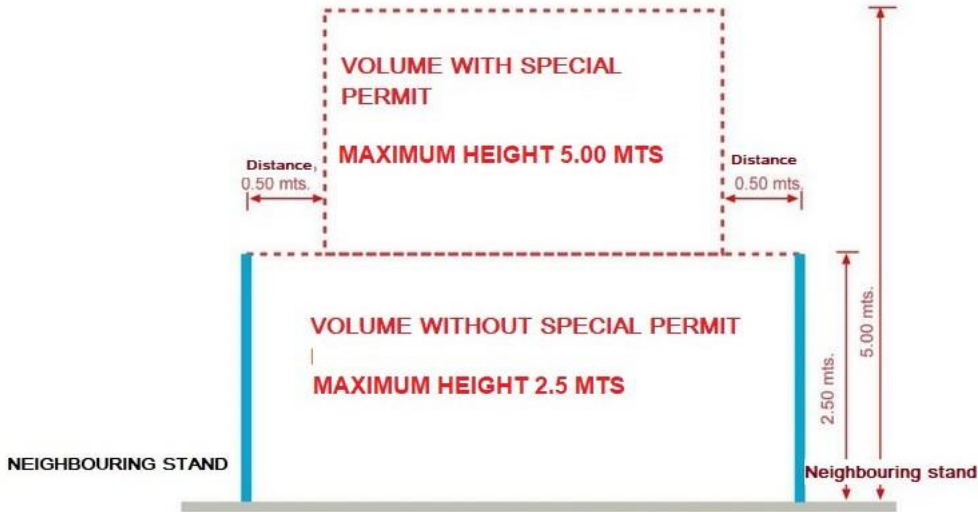 VOLUME WITH SPECIAL
PERMIT
MAXIMUM HEIGHT 5.00 MTS
Distance,
0.50 mts.
Distance
0.50 mts.
VOLUME WITHOUT SPECIAL PERMIT
MAXIMUM HEIGHT 2.5 MTS
2.50 mts.
5.00 mts.
NEIGHBOURING STAND
Neighbouring stand